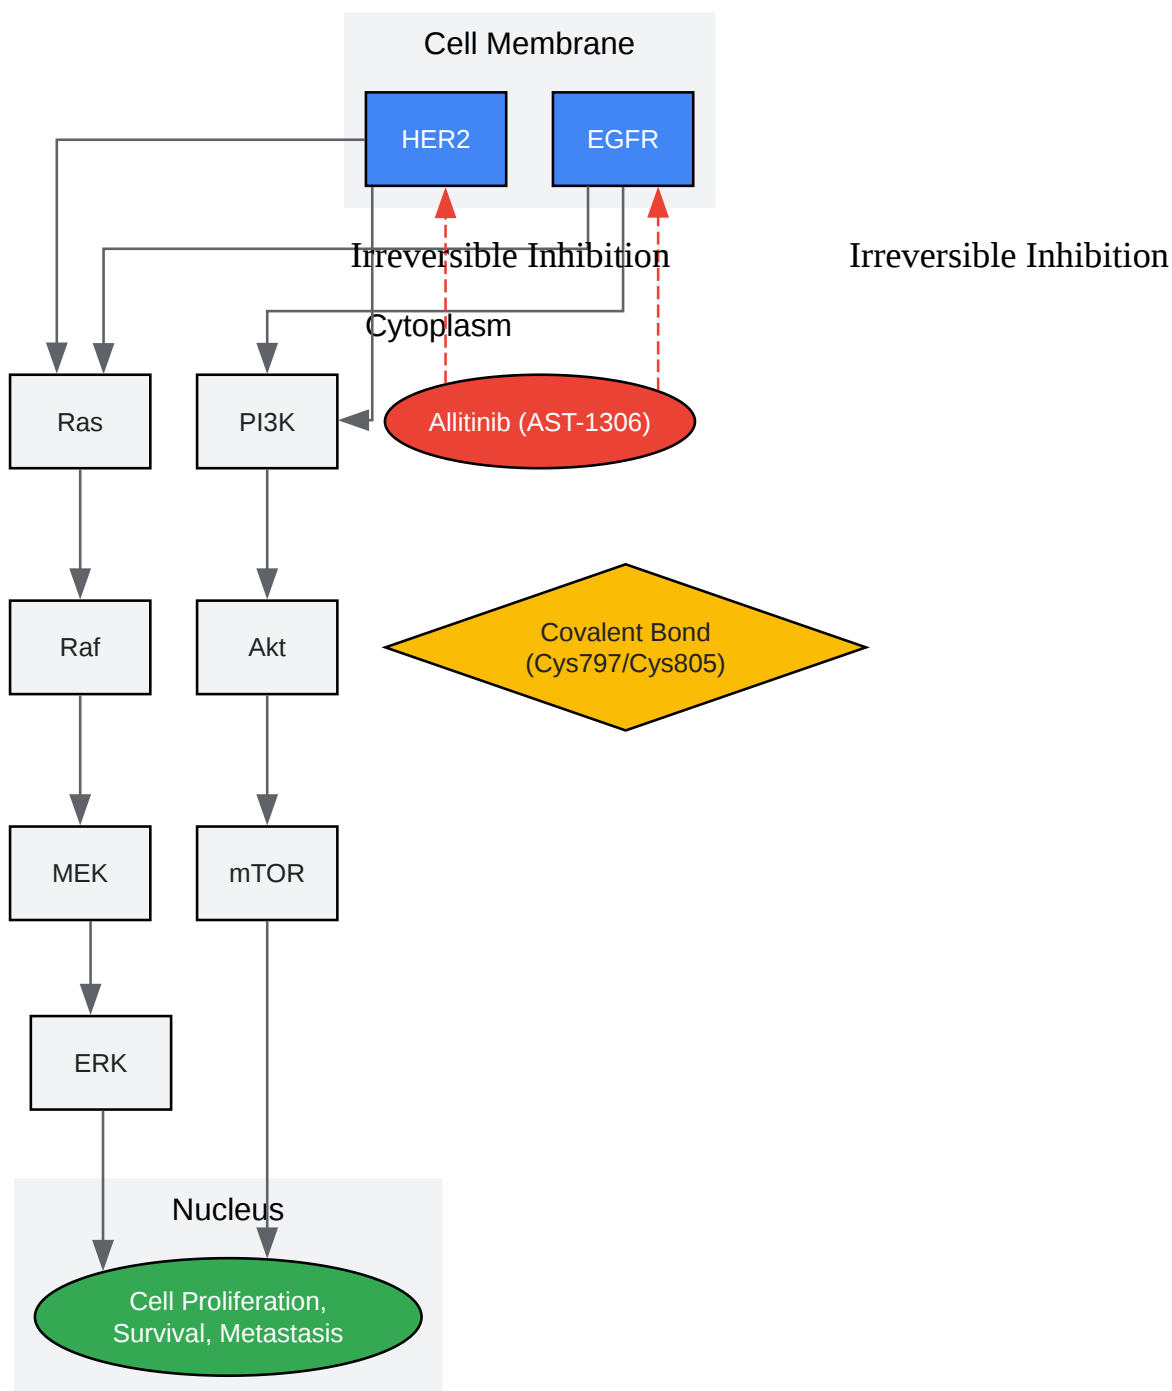 Cell Membrane
HER2
EGFR
Irreversible Inhibition
Irreversible Inhibition
Cytoplasm
Ras
PI3K
Allitinib (AST-1306)
Raf
Akt
Covalent Bond
(Cys797/Cys805)
MEK
mTOR
ERK
Nucleus
Cell Proliferation,
Survival, Metastasis